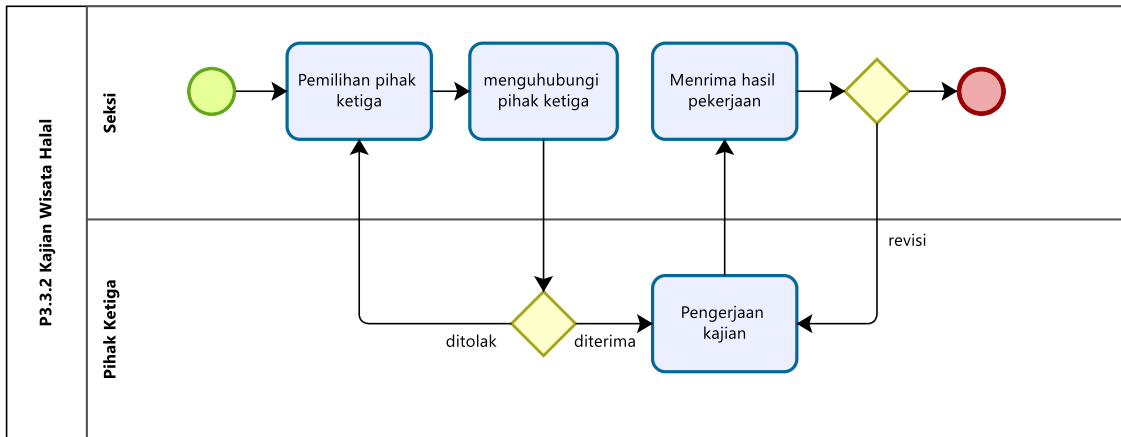 P3.3.2 Kajian Wisata Halal
Seksi
Pemilihan pihak
ketiga
menguhubungi
pihak ketiga
Menrima hasil
pekerjaan
revisi
Pihak Ketiga
ditolak
diterima
Pengerjaan
kajian